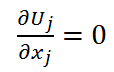 ∂U_j/∂x_j = 0